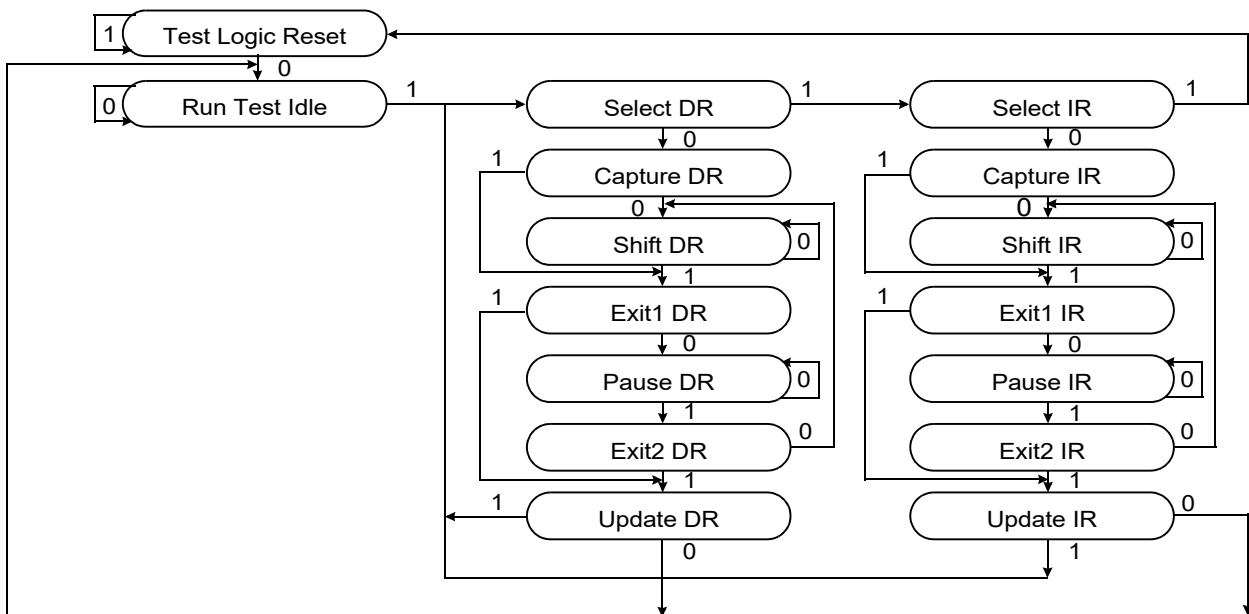 1 Test Logic Reset
0
0 Run Test Idle 1 Select DR 1 Select IR 1
0 0
1 Capture DR 1 Capture IR
0 0
Shift DR 0 Shift IR 0
1 1
1 Exit1 DR 1 Exit1 IR
0 0
Pause DR 0 Pause IR 0
1 1
Exit2 DR 0 Exit2 IR 0
1 1
1 Update DR Update IR 0
0 1